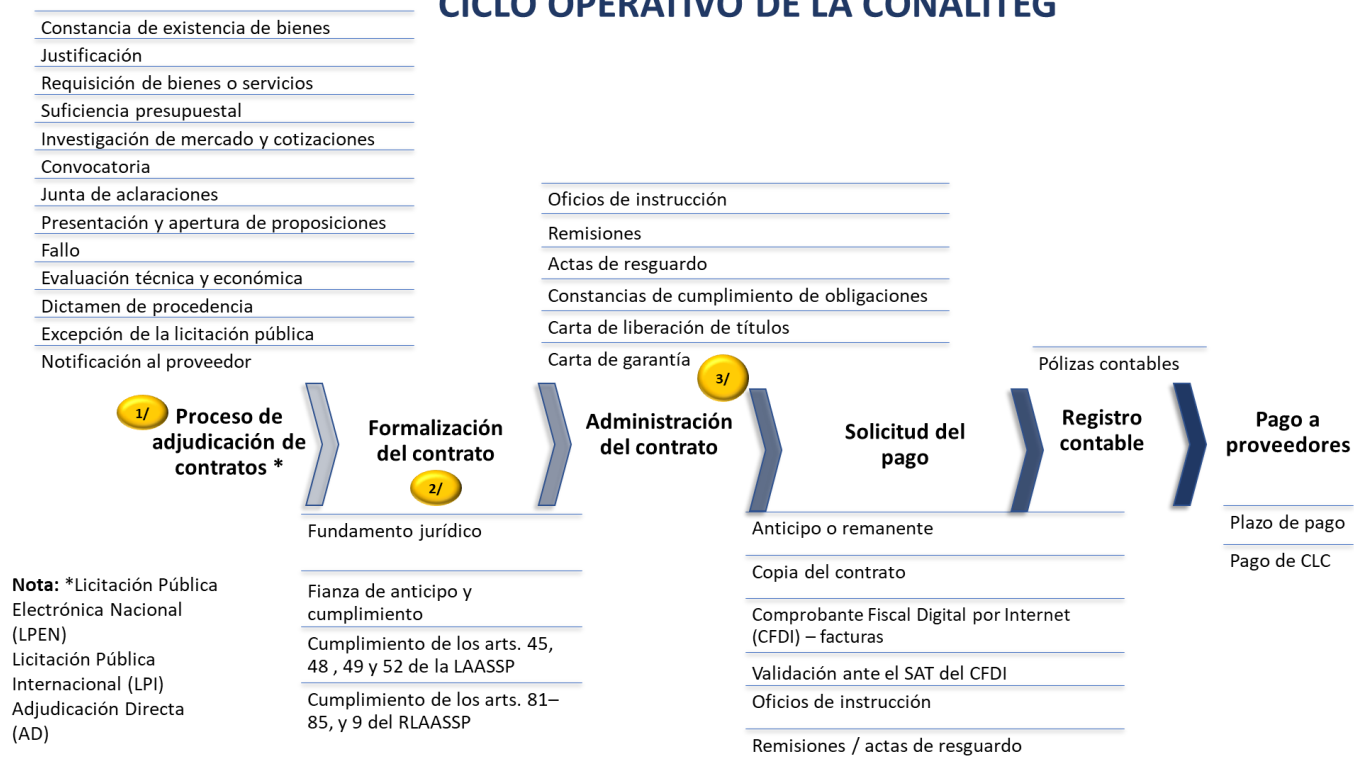 CICLO OPERATIVO DE LA CONALITEG
Constancia de existencia de bienes
Justificación
Requisición de bienes o servicios
Suficiencia presupuestal
Investigación de mercado y cotizaciones
Convocatoria
Junta de aclaraciones
Presentación y apertura de proposiciones
Fallo
Evaluación técnica y económica
Dictamen de procedencia
Excepción de la licitación pública
Notificación al proveedor
Oficios de instrucción
Remisiones
Actas de resguardo
Constancias de cumplimiento de obligaciones
Carta de liberación de títulos
Carta de garantía
3/
Pólizas contables
1/
Proceso de
adjudicación de
contratos *
Formalización
del contrato
2/
Administración
del contrato
Solicitud del
pago
Registro
contable
Pago a
proveedores
Fundamento jurídico
Fianza de anticipo y
cumplimiento
Cumplimiento de los arts. 45,
48 , 49 y 52 de la LAASSP
Cumplimiento de los arts. 81–
85, y 9 del RLAASSP
Anticipo o remanente
Copia del contrato
Comprobante Fiscal Digital por Internet
(CFDI) – facturas
Validación ante el SAT del CFDI
Oficios de instrucción
Remisiones / actas de resguardo
Plazo de pago
Pago de CLC
Nota: *Licitación Pública
Electrónica Nacional
(LPEN)
Licitación Pública
Internacional (LPI)
Adjudicación Directa
(AD)